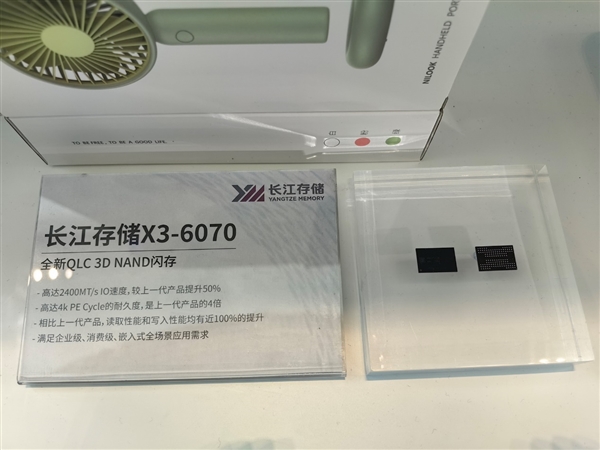 NILOOK HANDHELD POR
TO BE FREE, TO BE A GOOD LIFE.
白
粉
绿
长江存储
YANGTZE MEMORY
长江存储X3-6070
全新QLC 3D NAND闪存
- 高达2400MT/s IO速度,较上一代产品提升50%
- 高达4k PE Cycle的耐久度,是上一代产品的4倍
- 相比上一代产品,读取性能和写入性能均有近100%的提升
- 满足企业级、消费级、嵌入式全场景应用需求